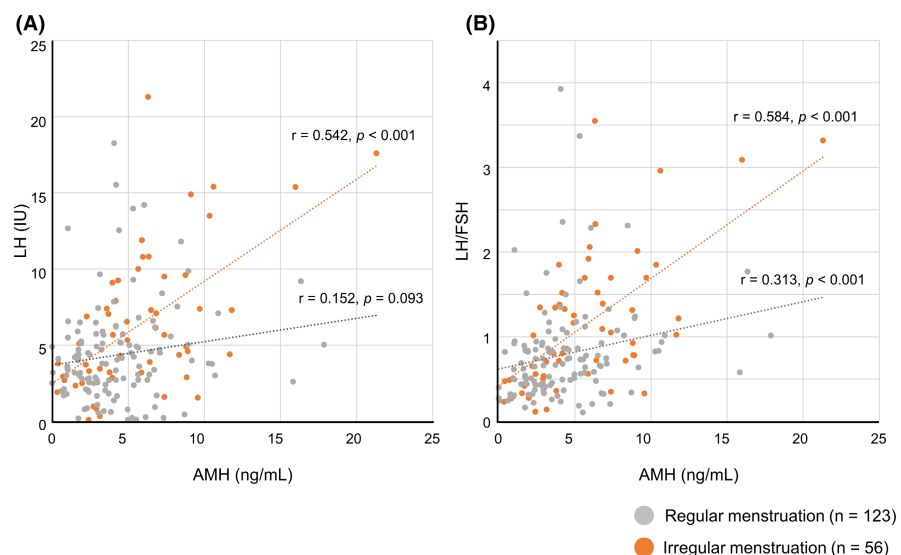 (A)
25
20
15
10
5
0
LH (IU)
r = 0.542, p < 0.001
r = 0.152, p = 0.093
0 5 10 15 20 25
AMH (ng/mL)
(B)
4
3
2
1
0
LH/FSH
r = 0.584, p < 0.001
r = 0.313, p < 0.001
0 5 10 15 20 25
AMH (ng/mL)
Regular menstruation (n = 123)
Irregular menstruation (n = 56)